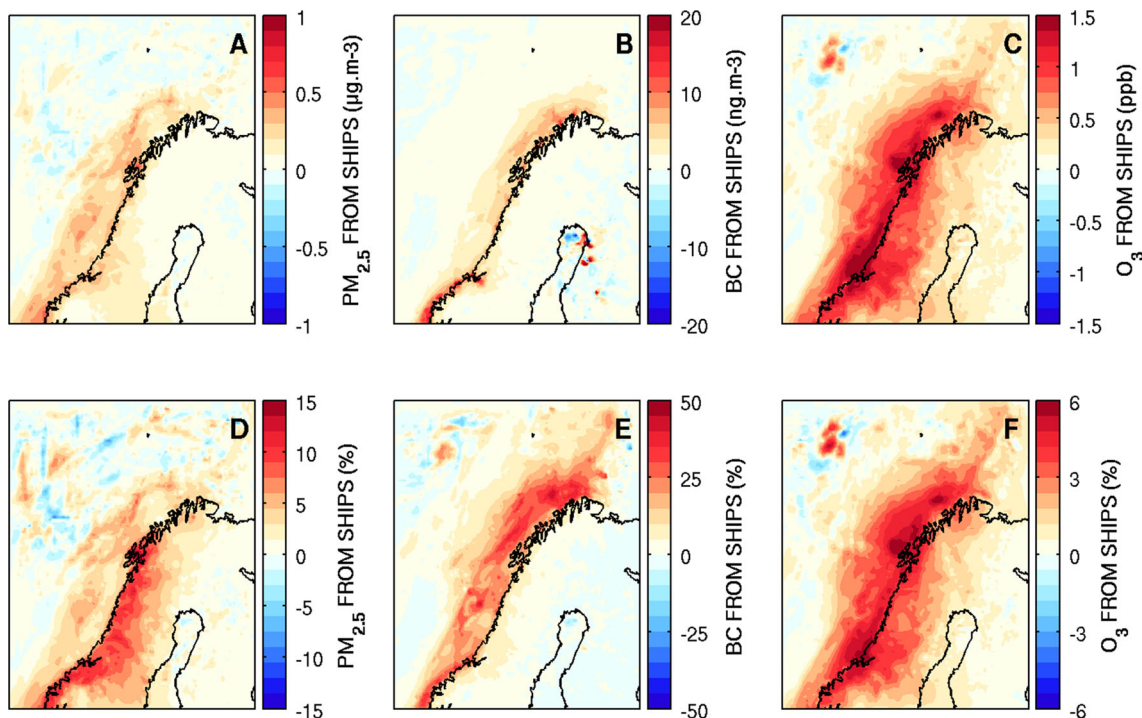 A
1
0.5
0
-0.5
-1
PM2.5 FROM SHIPS (µg.m-3)
B
20
10
0
-10
-20
BC FROM SHIPS (ng.m-3)
C
1.5
1
0.5
0
-0.5
-1
-1.5
O3 FROM SHIPS (ppb)
D
15
10
5
0
-5
-10
-15
PM2.5 FROM SHIPS (%)
E
50
25
0
-25
-50
BC FROM SHIPS (%)
F
6
3
0
-3
-6
O3 FROM SHIPS (%)